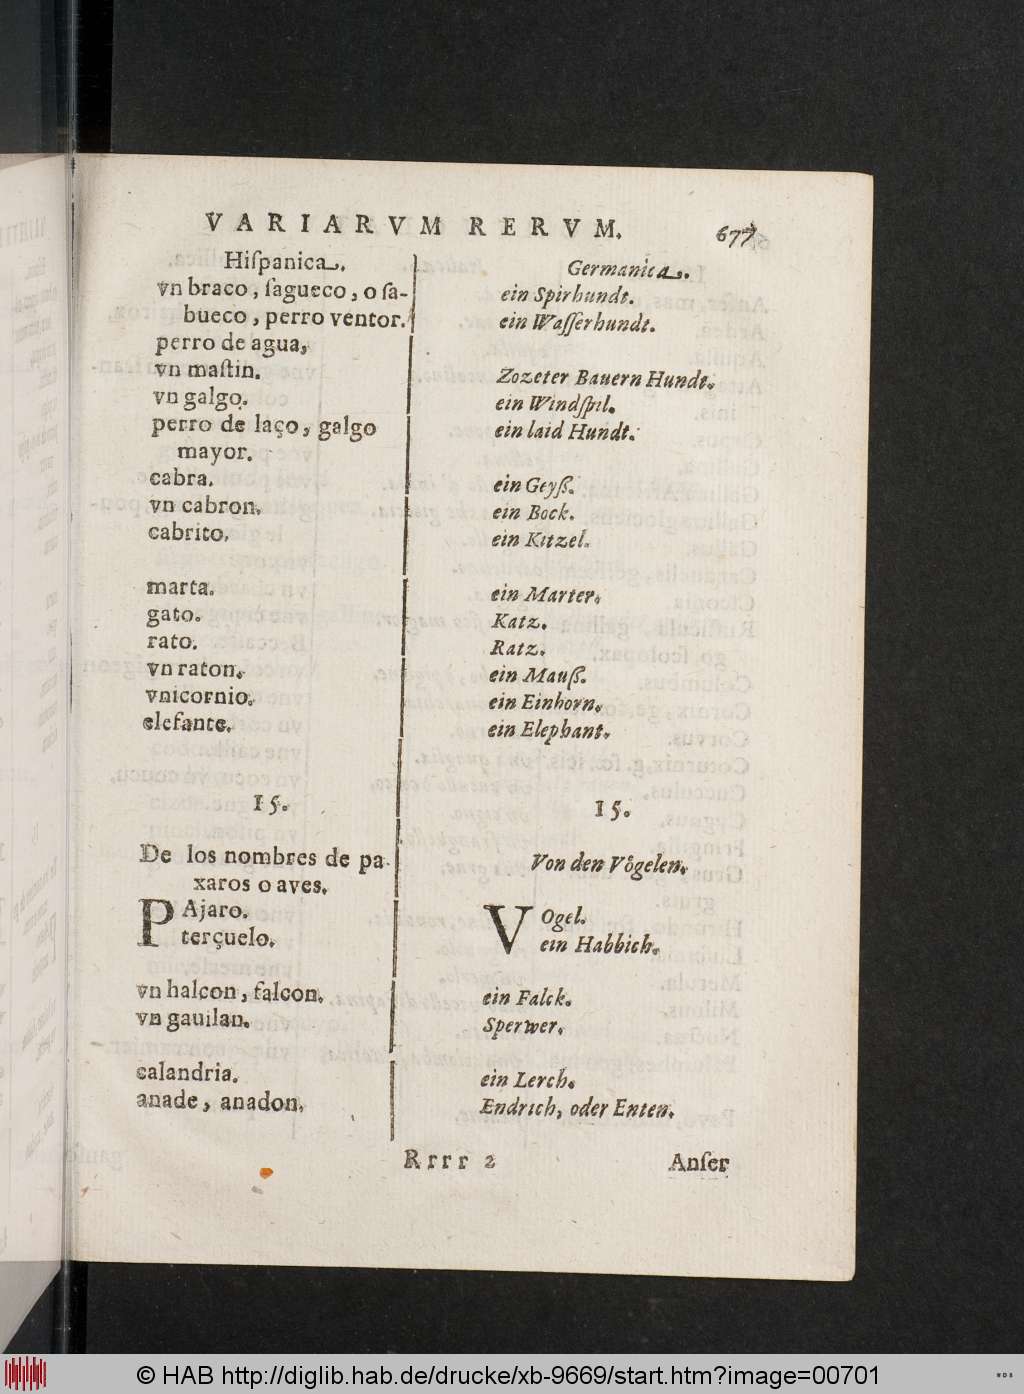 VARIARVM RERVM. 677
Hiſpanica.
vn braco, ſagueco, o ſa-
bueco, perro ventor.
perro de agua,
vn maſtin.
vn galgo.
perro de laço, galgo
mayor.
cabra.
vn cabron.
cabrito.
marta.
gato.
rato.
vn raton.
vnicornio.
elefante.
15.
De los nombres de pa-
xaros o aves.
PAjaro.
terçuelo.
vn halcon, falcon.
vn gauilan.
calandria.
anade, anadon.
Germanica.
ein Spirhundt.
ein Waſſerhundt.
Zozeter Bauern Hundt.
ein Windſpil.
ein laid Hundt.
ein Geyß.
ein Bock.
ein Kitzel.
ein Marter.
Katz.
Ratz.
ein Mauß.
ein Einhorn.
ein Elephant.
15.
Von den Vögelen.
VOgel.
ein Habbich.
ein Falck.
Sperwer.
ein Lerch.
Endrich, oder Enten.
Rrrr 2
Anſer
© HAB http://diglib.hab.de/drucke/xb-9669/start.htm?image=00701